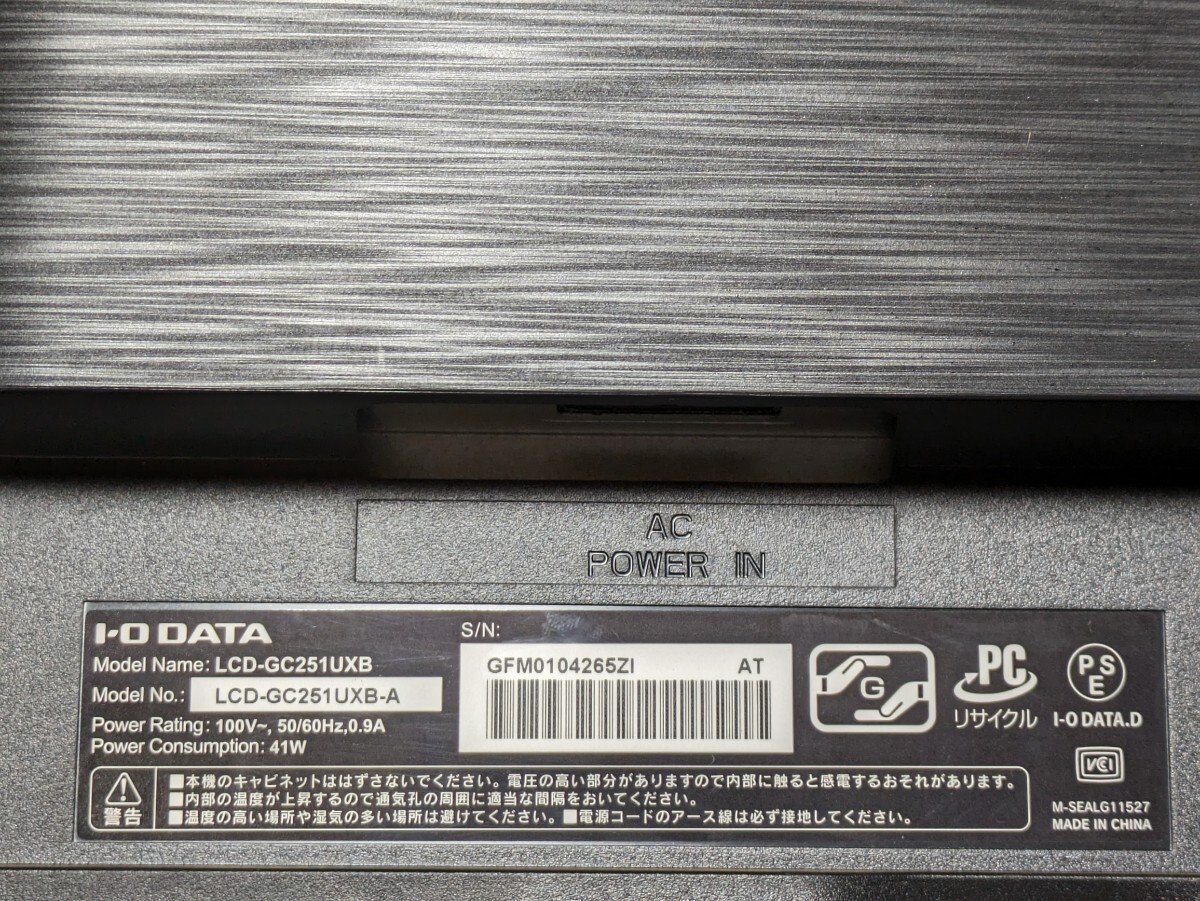 AC
POWER IN
I-O DATA
Model Name: LCD-GC251UXB
Model No.: LCD-GC251UXB-A
Power Rating: 100V~, 50/60Hz,0.9A
Power Consumption: 41W
S/N:
GFM0104265ZI AT
G
PC
リサイクル
PS
E
I-O DATA.D
VCCI
M-SEALG11527
MADE IN CHINA
警告
■本機のキャビネットははずさないでください。電圧の高い部分がありますので内部に触ると感電するおそれがあります。
■内部の温度が上昇するので通気孔の周囲に適当な間隔をおいてください。
■温度の高い場所や湿気の多い場所は避けてください。■電源コードのアース線は必ず接地してください。